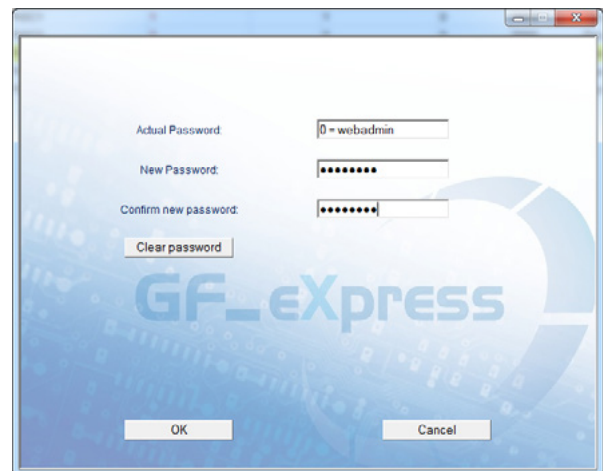 Actual Password: 0 = webadmin
New Password: ●●●●●●●●
Confirm new password: ●●●●●●●●
Clear password
GF_eXpress
OK Cancel